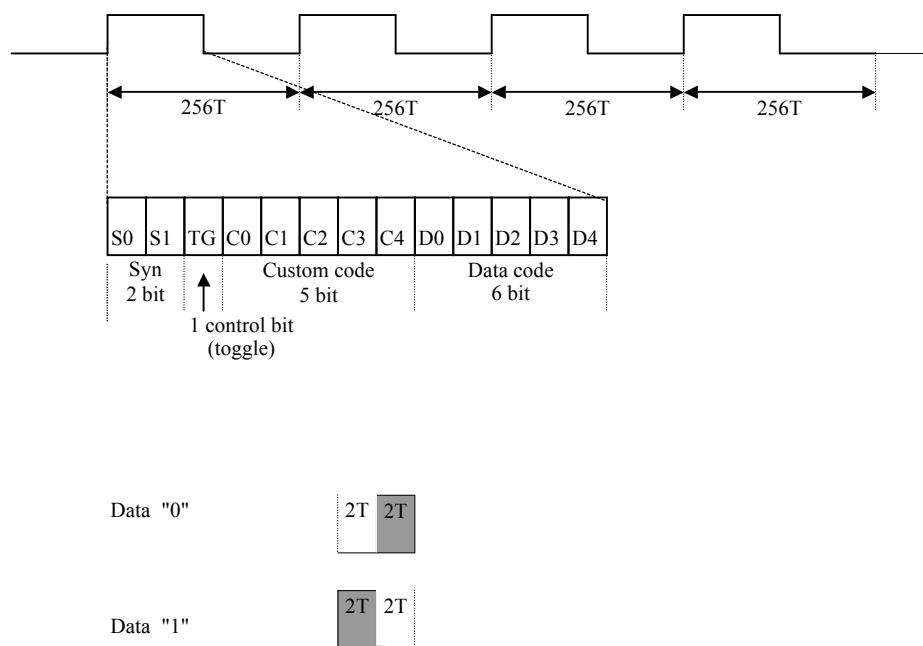 256T 256T 256T 256T
S0 S1 TG C0 C1 C2 C3 C4 D0 D1 D2 D3 D4
Syn Custom code Data code
2 bit 5 bit 6 bit
1 control bit
(toggle)
Data "0" 2T 2T
Data "1" 2T 2T